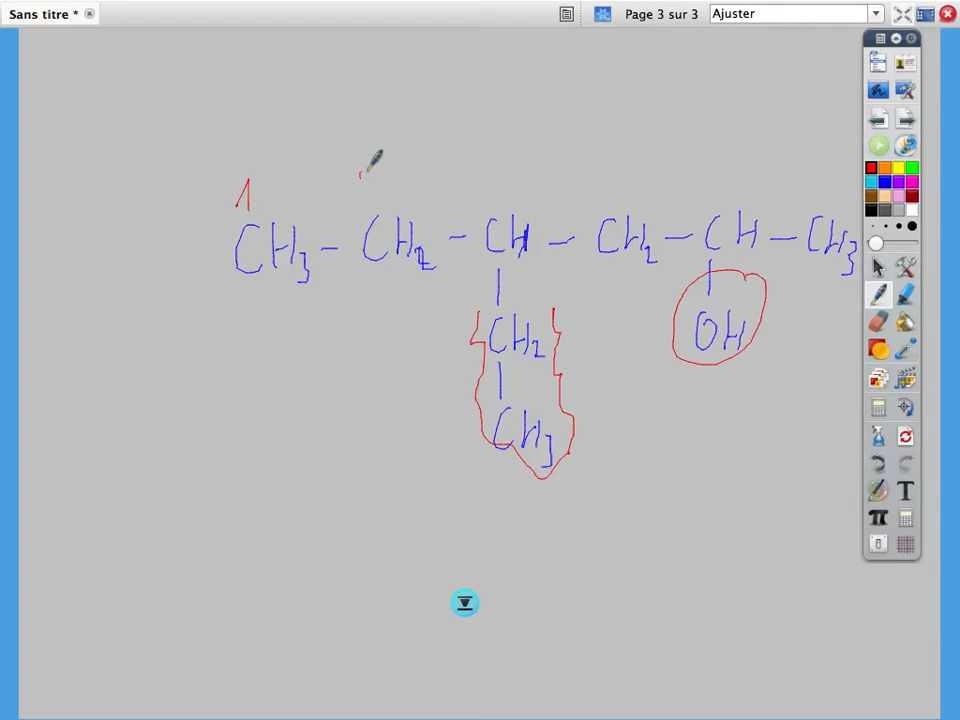 Sans titre * Page 3 sur 3 Ajuster
1
CH3 - CH2 - CH - CH2 - CH - CH3
CH2 OH
CH3